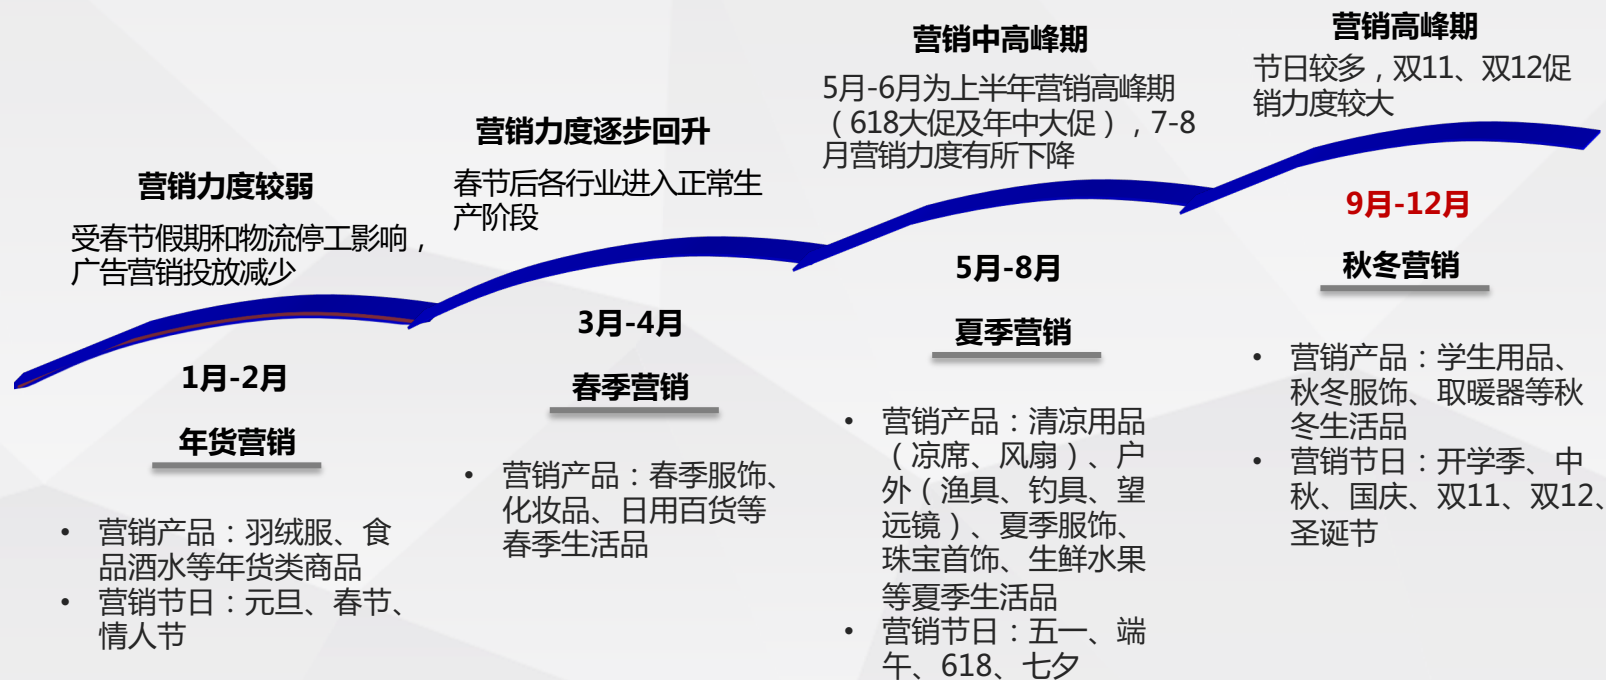 营销力度较弱
受春节假期和物流停工影响，
广告营销投放减少
1月-2月
年货营销
• 营销产品：羽绒服、食
品酒水等年货类商品
• 营销节日：元旦、春节、
情人节
营销力度逐步回升
春节后各行业进入正常生
产阶段
3月-4月
春季营销
• 营销产品：春季服饰、
化妆品、日用百货等
春季生活品
营销中高峰期
5月-6月为上半年营销高峰期
（618大促及年中大促），7-8
月营销力度有所下降
5月-8月
夏季营销
• 营销产品：清凉用品
（凉席、风扇）、户
外（渔具、钓具、望
远镜）、夏季服饰、
珠宝首饰、生鲜水果
等夏季生活品
• 营销节日：五一、端
午、618、七夕
营销高峰期
节日较多，双11、双12促
销力度较大
9月-12月
秋冬营销
• 营销产品：学生用品、
秋冬服饰、取暖器等秋
冬生活品
• 营销节日：开学季、中
秋、国庆、双11、双12、
圣诞节